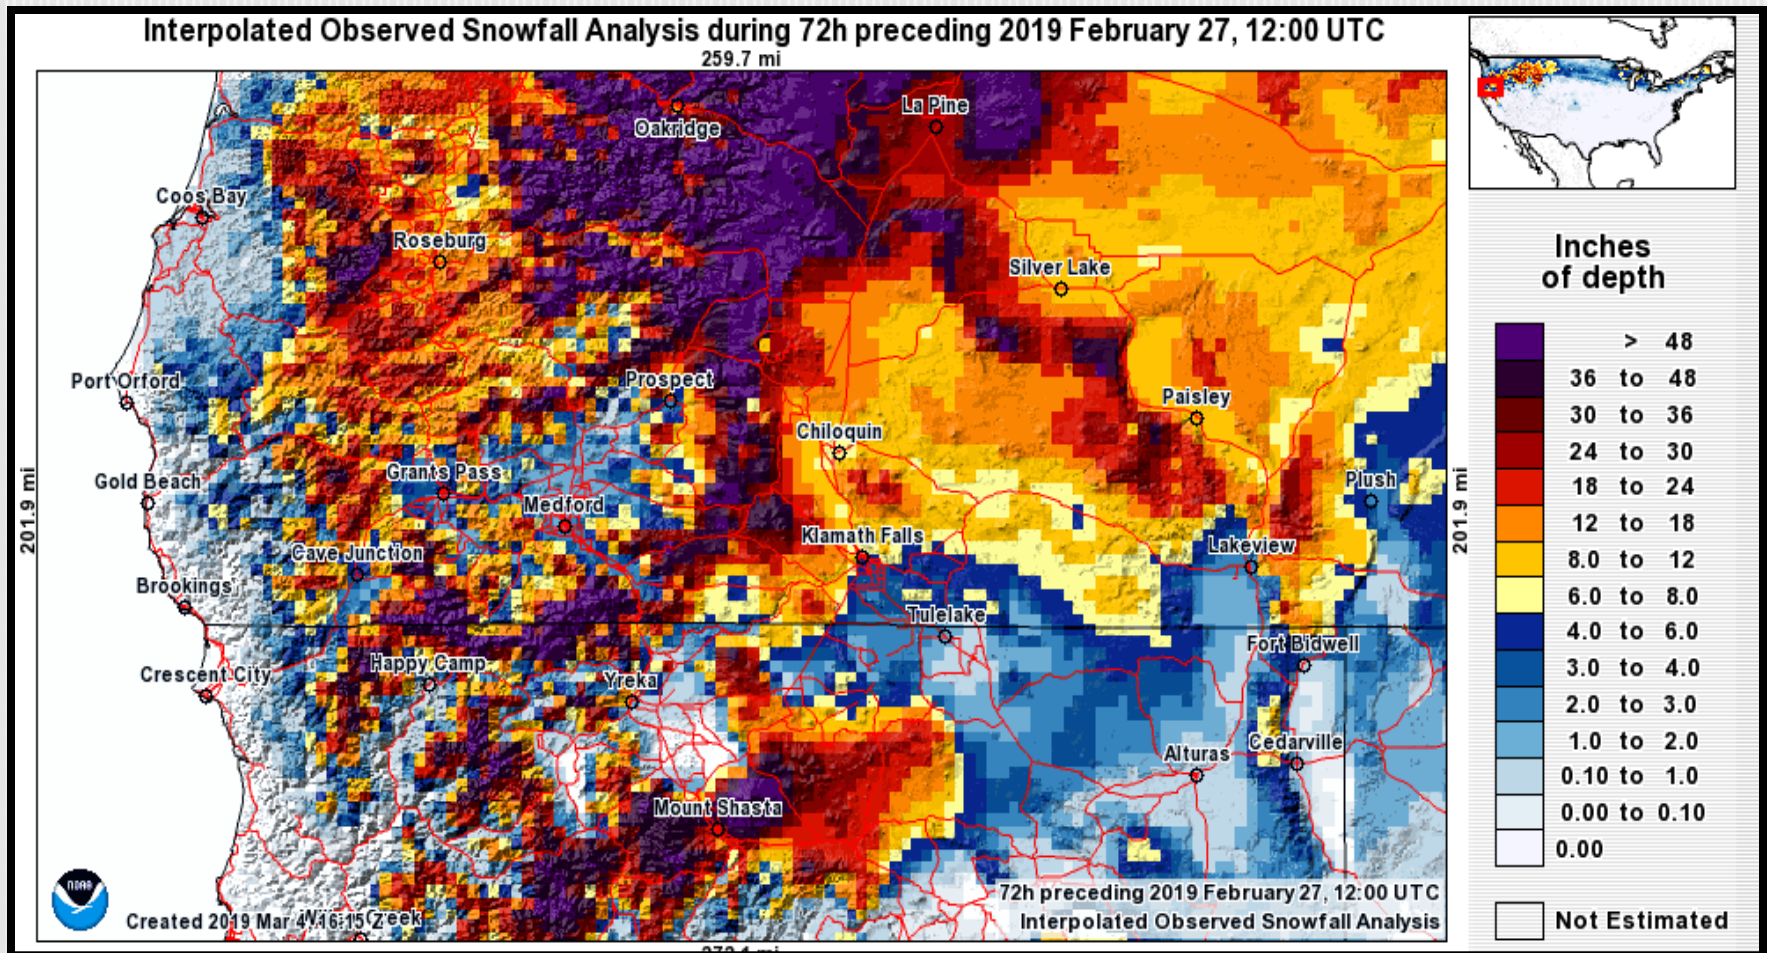 Interpolated Observed Snowfall Analysis during 72h preceding 2019 February 27, 12:00 UTC
259.7 mi
La Pine
Oakridge
Coos Bay
Roseburg
Silver Lake
Port Orford
Prospect
Paisley
Chiloquin
Grants Pass
Gold Beach
Plush
Medford
201.9 mi
201.9 mi
Klamath Falls
Lakeview
Cave Junction
Brookings
Tulelake
Fort Bidwell
Happy Camp
Crescent City
Yreka
Alturas
Cedarville
Mount Shasta
72h preceding 2019 February 27, 12:00 UTC
Interpolated Observed Snowfall Analysis
NOAA
Created 2019 Mar 4, 16:15 Z
Creek
Inches
of depth
> 48
36 to 48
30 to 36
24 to 30
18 to 24
12 to 18
8.0 to 12
6.0 to 8.0
4.0 to 6.0
3.0 to 4.0
2.0 to 3.0
1.0 to 2.0
0.10 to 1.0
0.00 to 0.10
0.00
Not Estimated